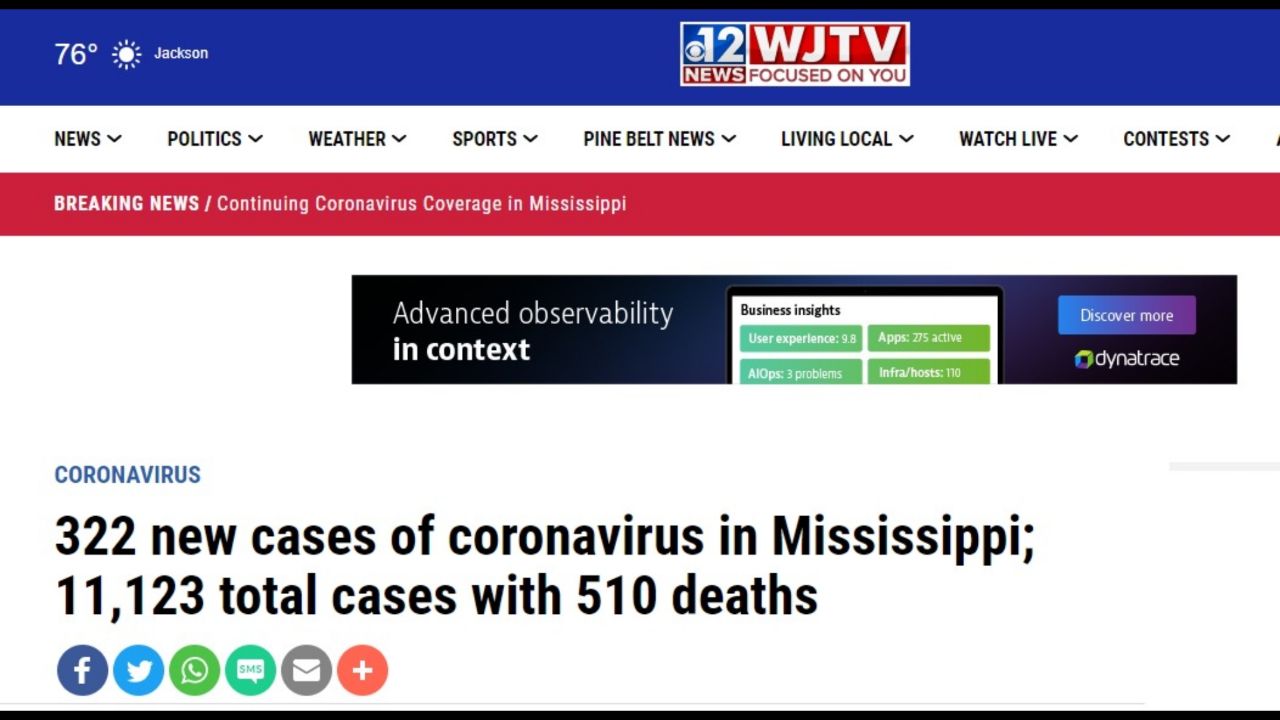 76° Jackson
12 WJTV
NEWS FOCUSED ON YOU
NEWS POLITICS WEATHER SPORTS PINE BELT NEWS LIVING LOCAL WATCH LIVE CONTESTS
BREAKING NEWS / Continuing Coronavirus Coverage in Mississippi
Advanced observability
in context
Business insights
User experience: 9.8 Apps: 275 active
AIOps: 3 problems Infra/hosts: 110
Discover more
dynatrace
CORONAVIRUS
322 new cases of coronavirus in Mississippi;
11,123 total cases with 510 deaths
SMS